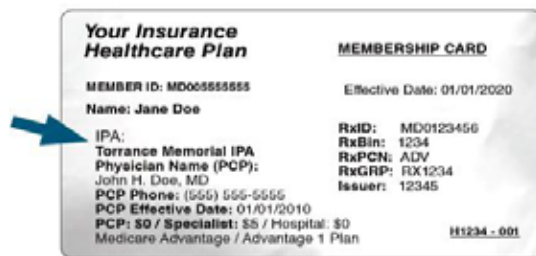 Your Insurance
Healthcare Plan
MEMBERSHIP CARD
MEMBER ID: MD005555555
Effective Date: 01/01/2020
Name: Jane Doe
IPA:
Torrance Memorial IPA
Physician Name (PCP):
John H. Doe, MD
PCP Phone: (555) 555-5555
PCP Effective Date: 01/01/2010
PCP: $0 / Specialist: $5 / Hospital: $0
Medicare Advantage / Advantage 1 Plan
RxID: MD0123456
RxBin: 1234
RxPCN: ADV
RxGRP: RX1234
Issuer: 12345
H1234 - 001